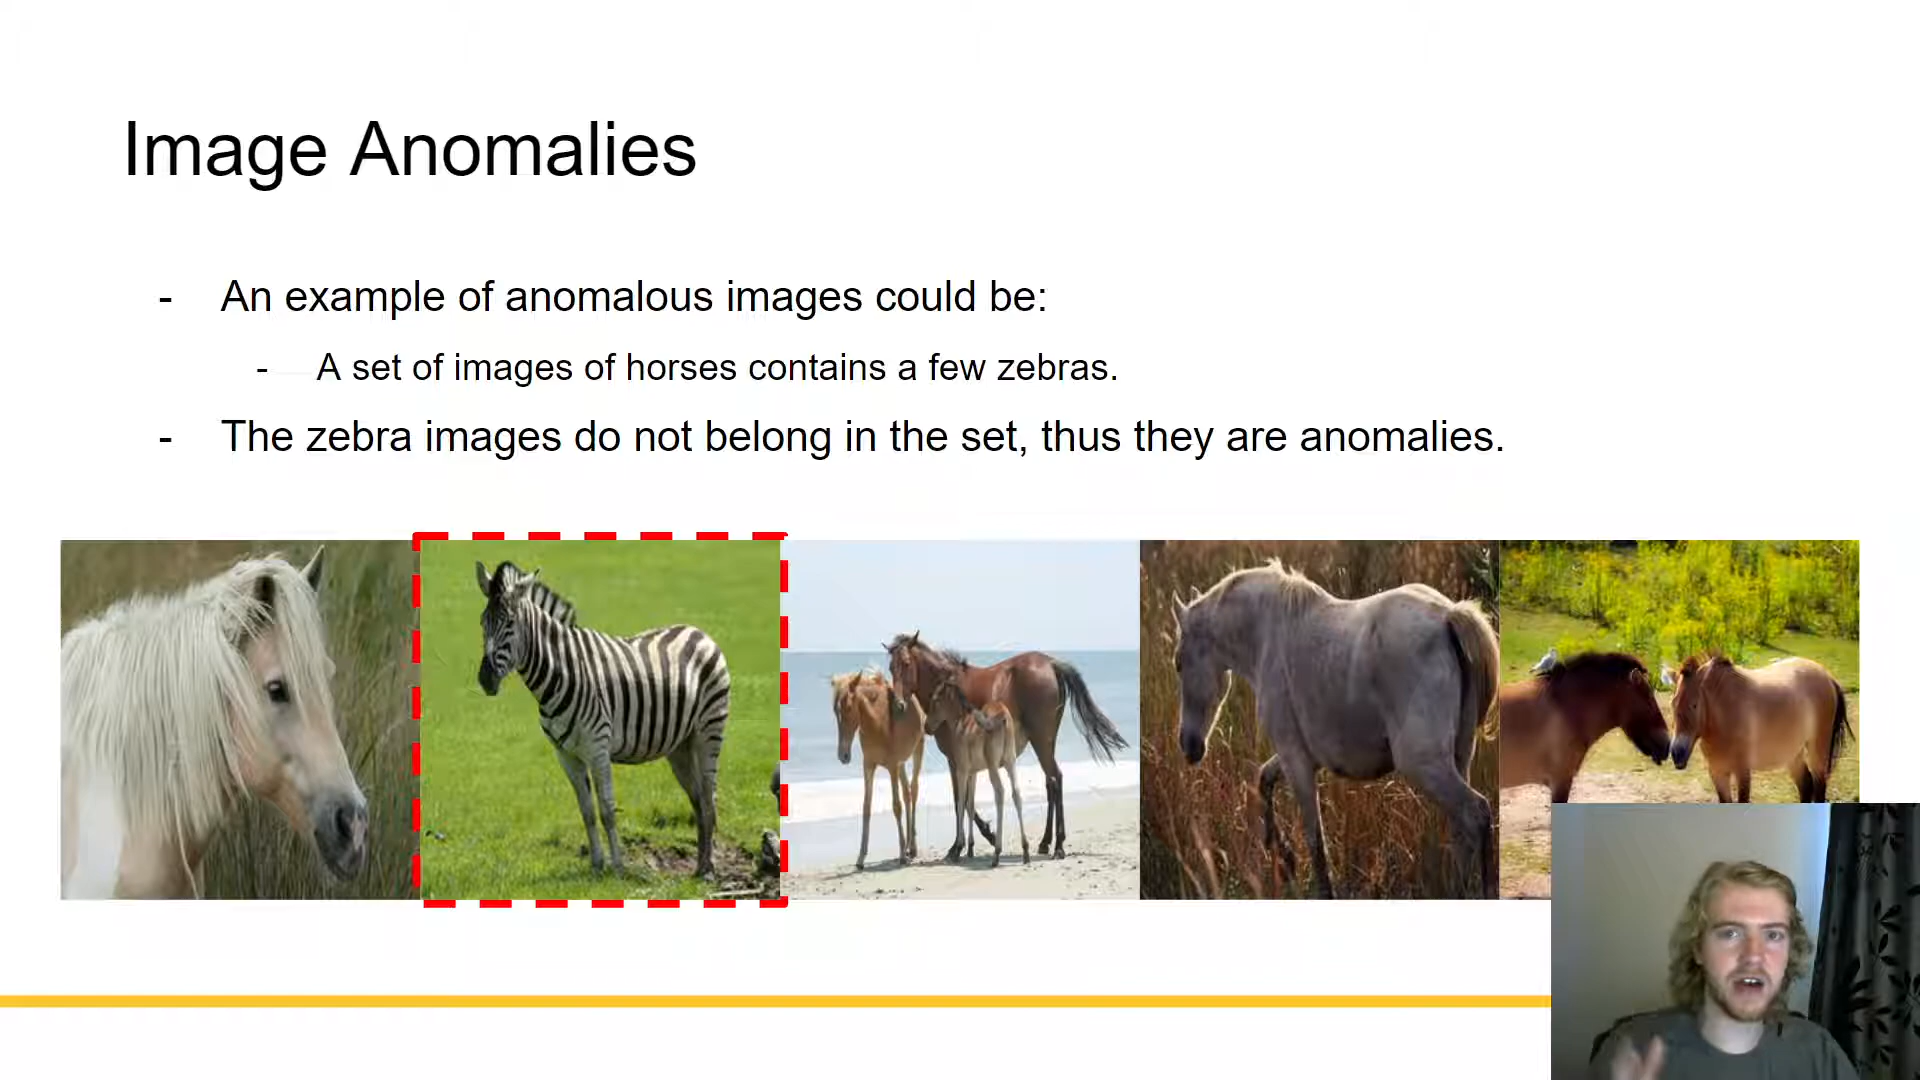 Image Anomalies
- An example of anomalous images could be:
- A set of images of horses contains a few zebras.
- The zebra images do not belong in the set, thus they are anomalies.